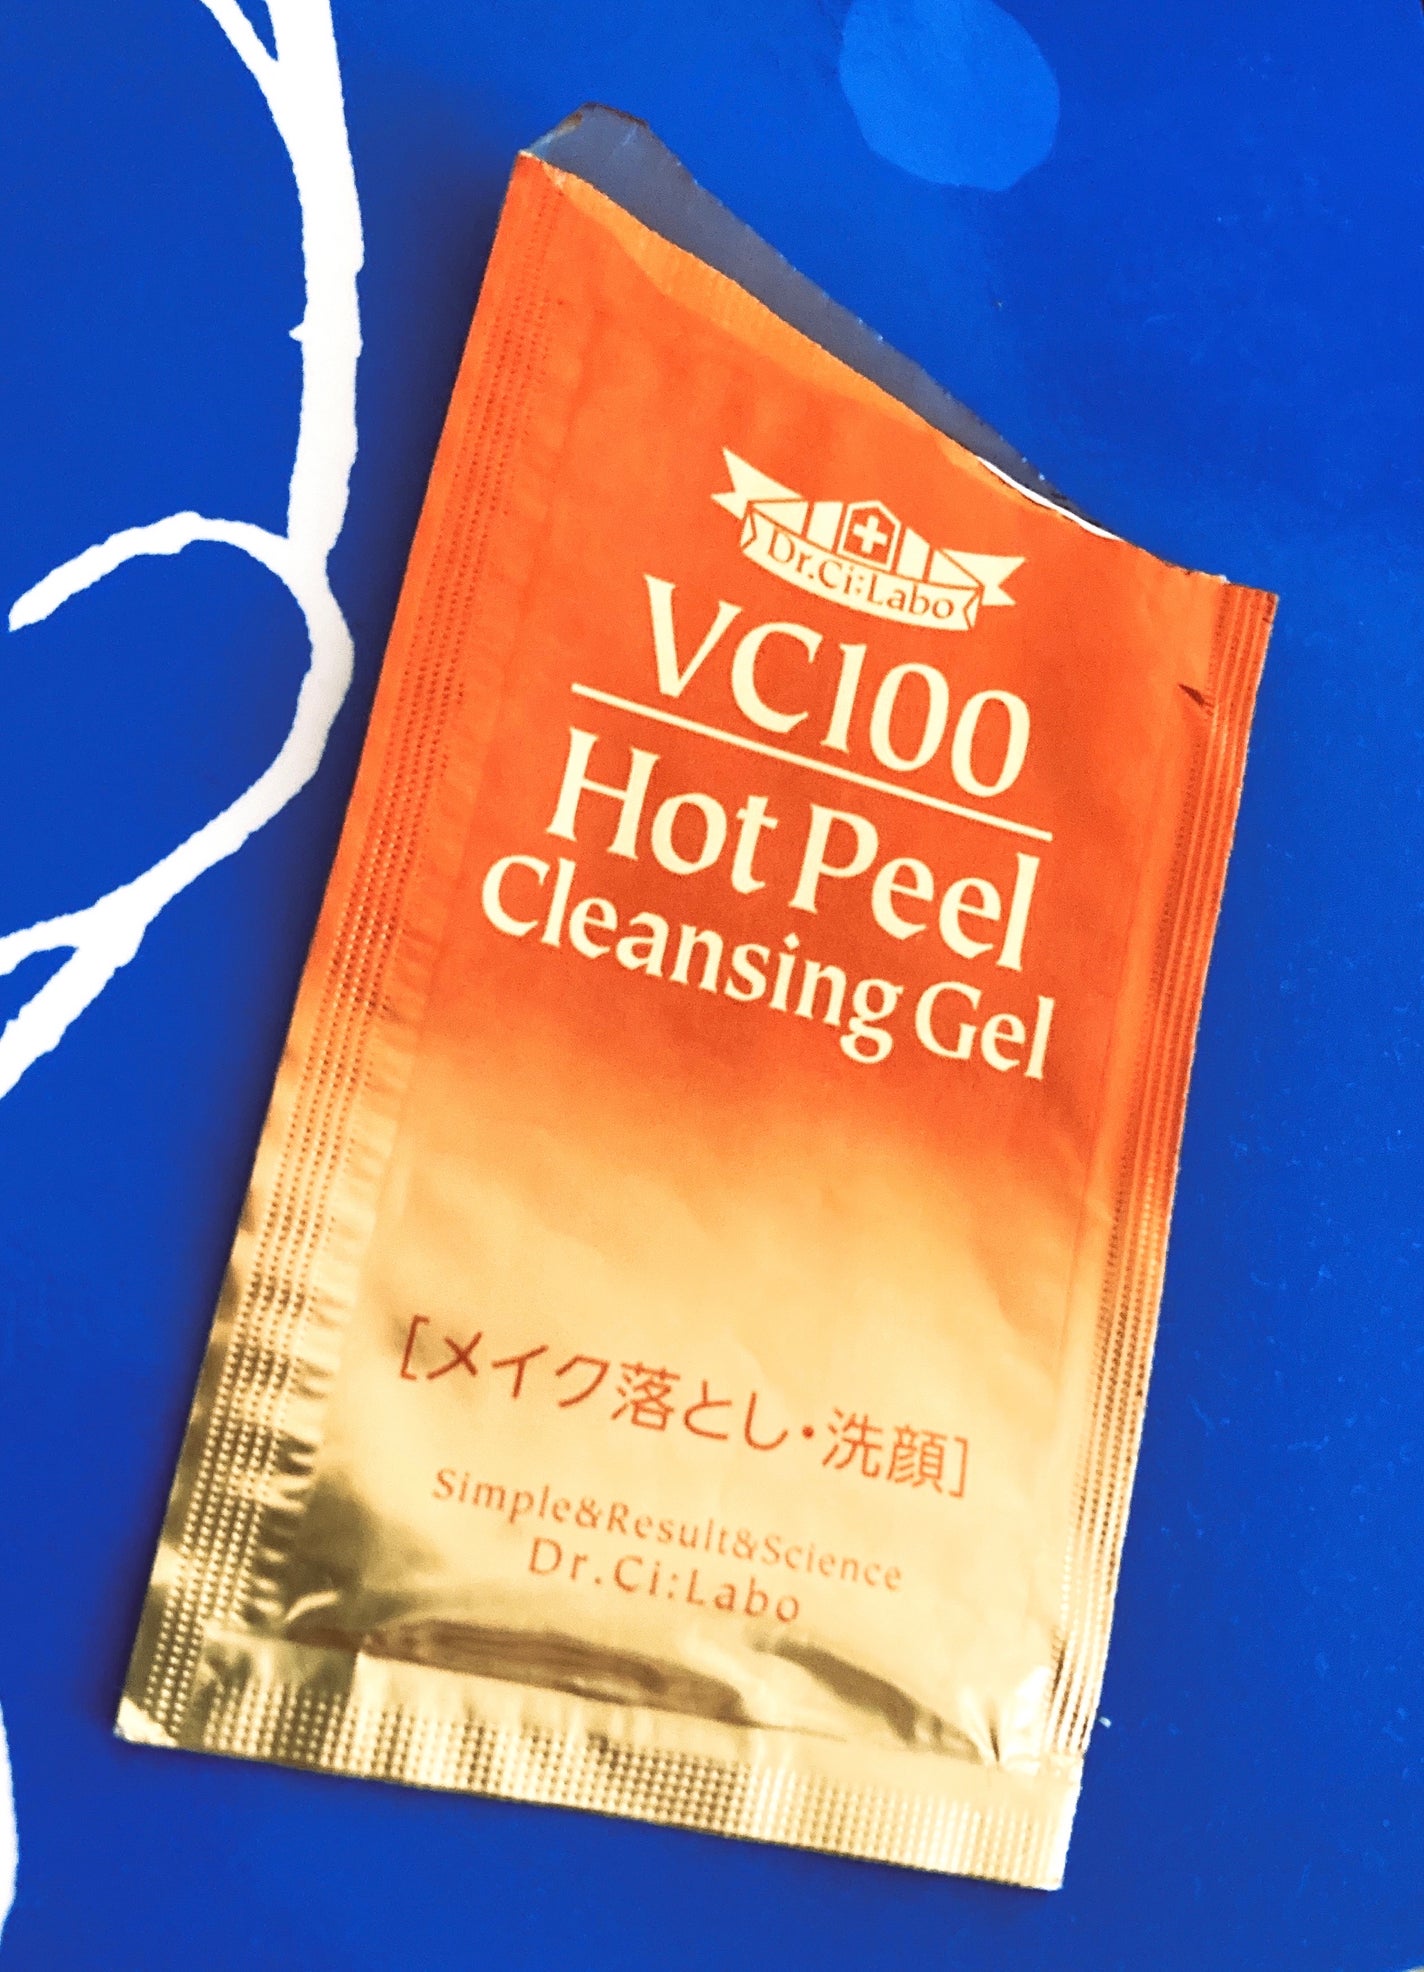 Dr.Ci:Labo
VC100
Hot Peel
Cleansing Gel
[メイク落とし・洗顔]
Simple&Result&Science
Dr.Ci:Labo